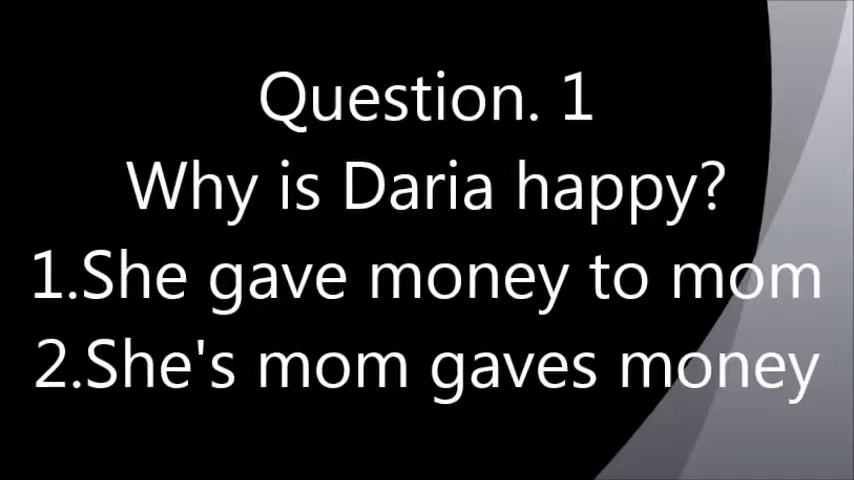 Question. 1
Why is Daria happy?
1.She gave money to mom
2.She's mom gaves money